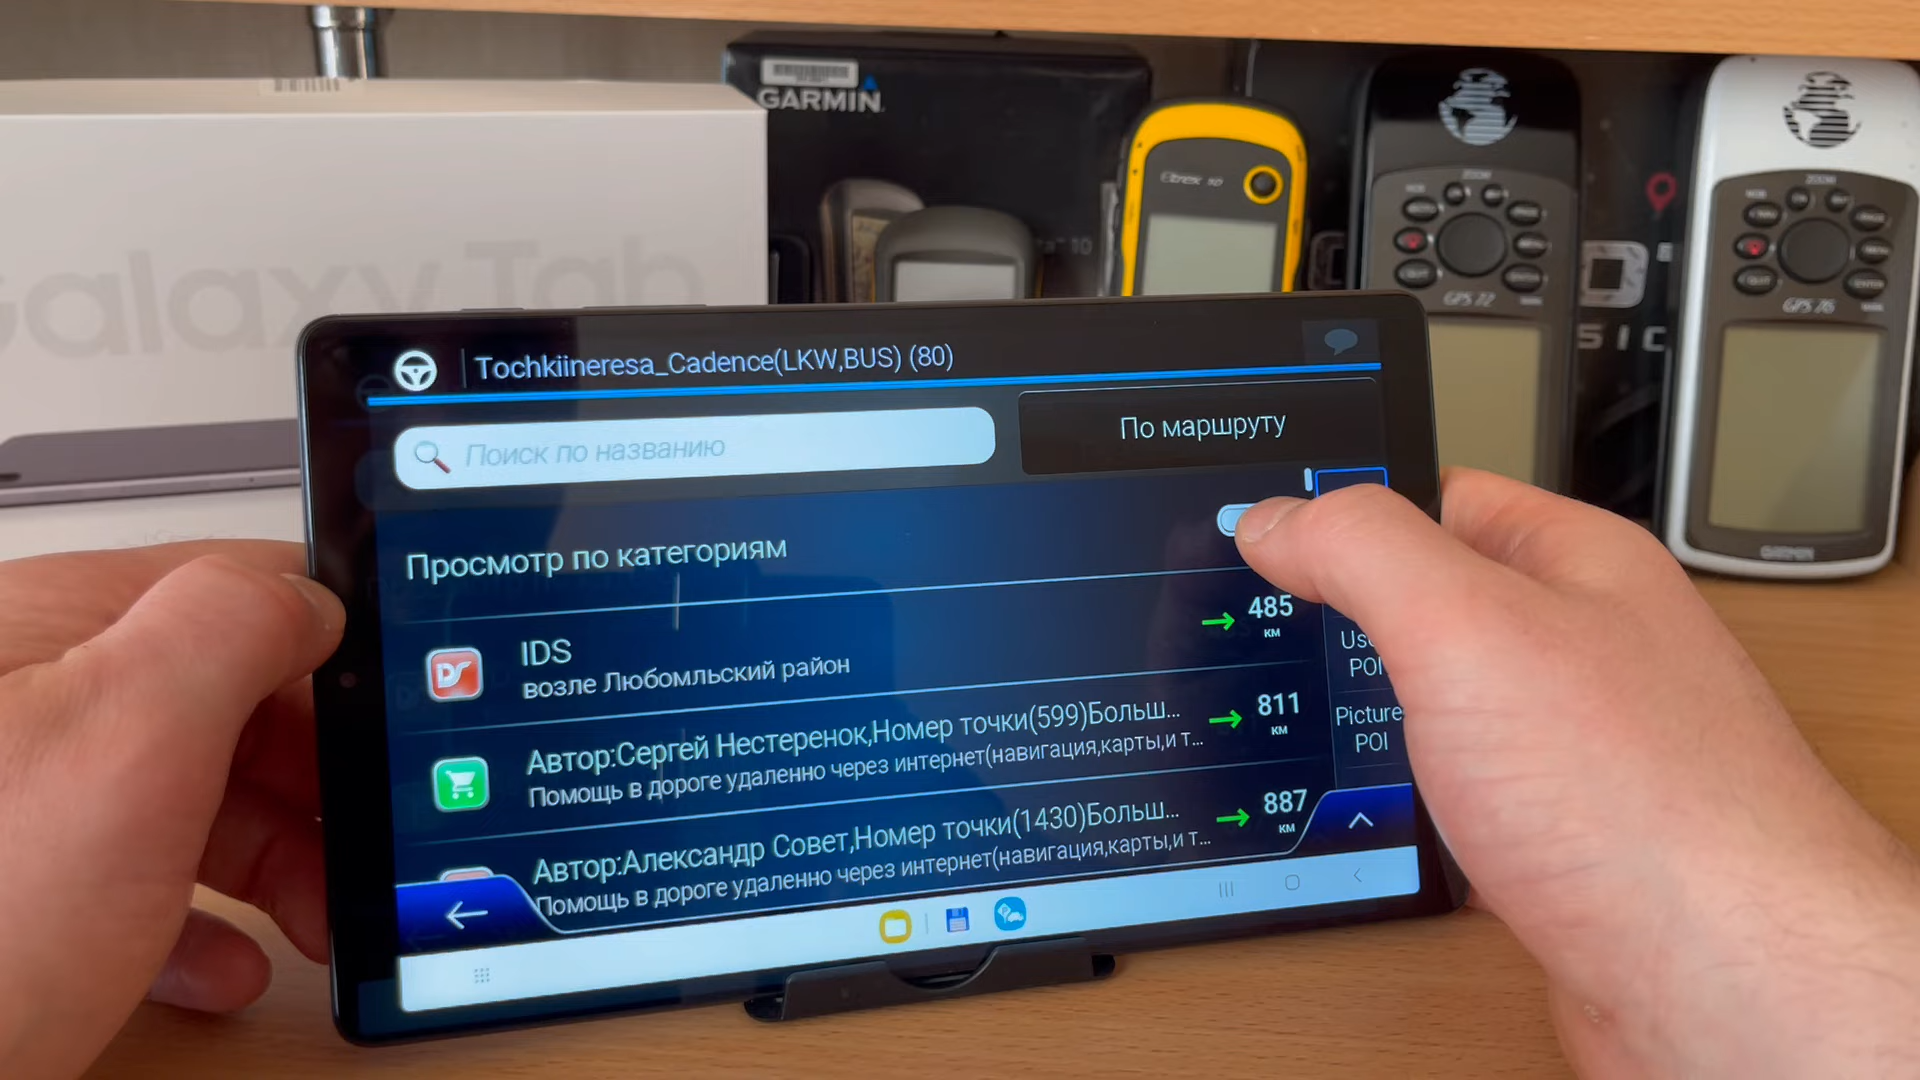 GARMIN
Galaxy Tab
etrex 10
GPS 72
GPS 76
GARMIN
Tochkiineresa_Cadence(LKW,BUS) (80)
Поиск по названию
По маршруту
Просмотр по категориям
IDS
возле Любомльский район
485
км
Автор:Сергей Нестеренок,Номер точки(599)Больш...
Помощь в дороге удаленно через интернет(навигация,карты,и т...
811
км
Автор:Александр Совет,Номер точки(1430)Больш...
Помощь в дороге удаленно через интернет(навигация,карты,и т...
887
км
POI
Picture
POI